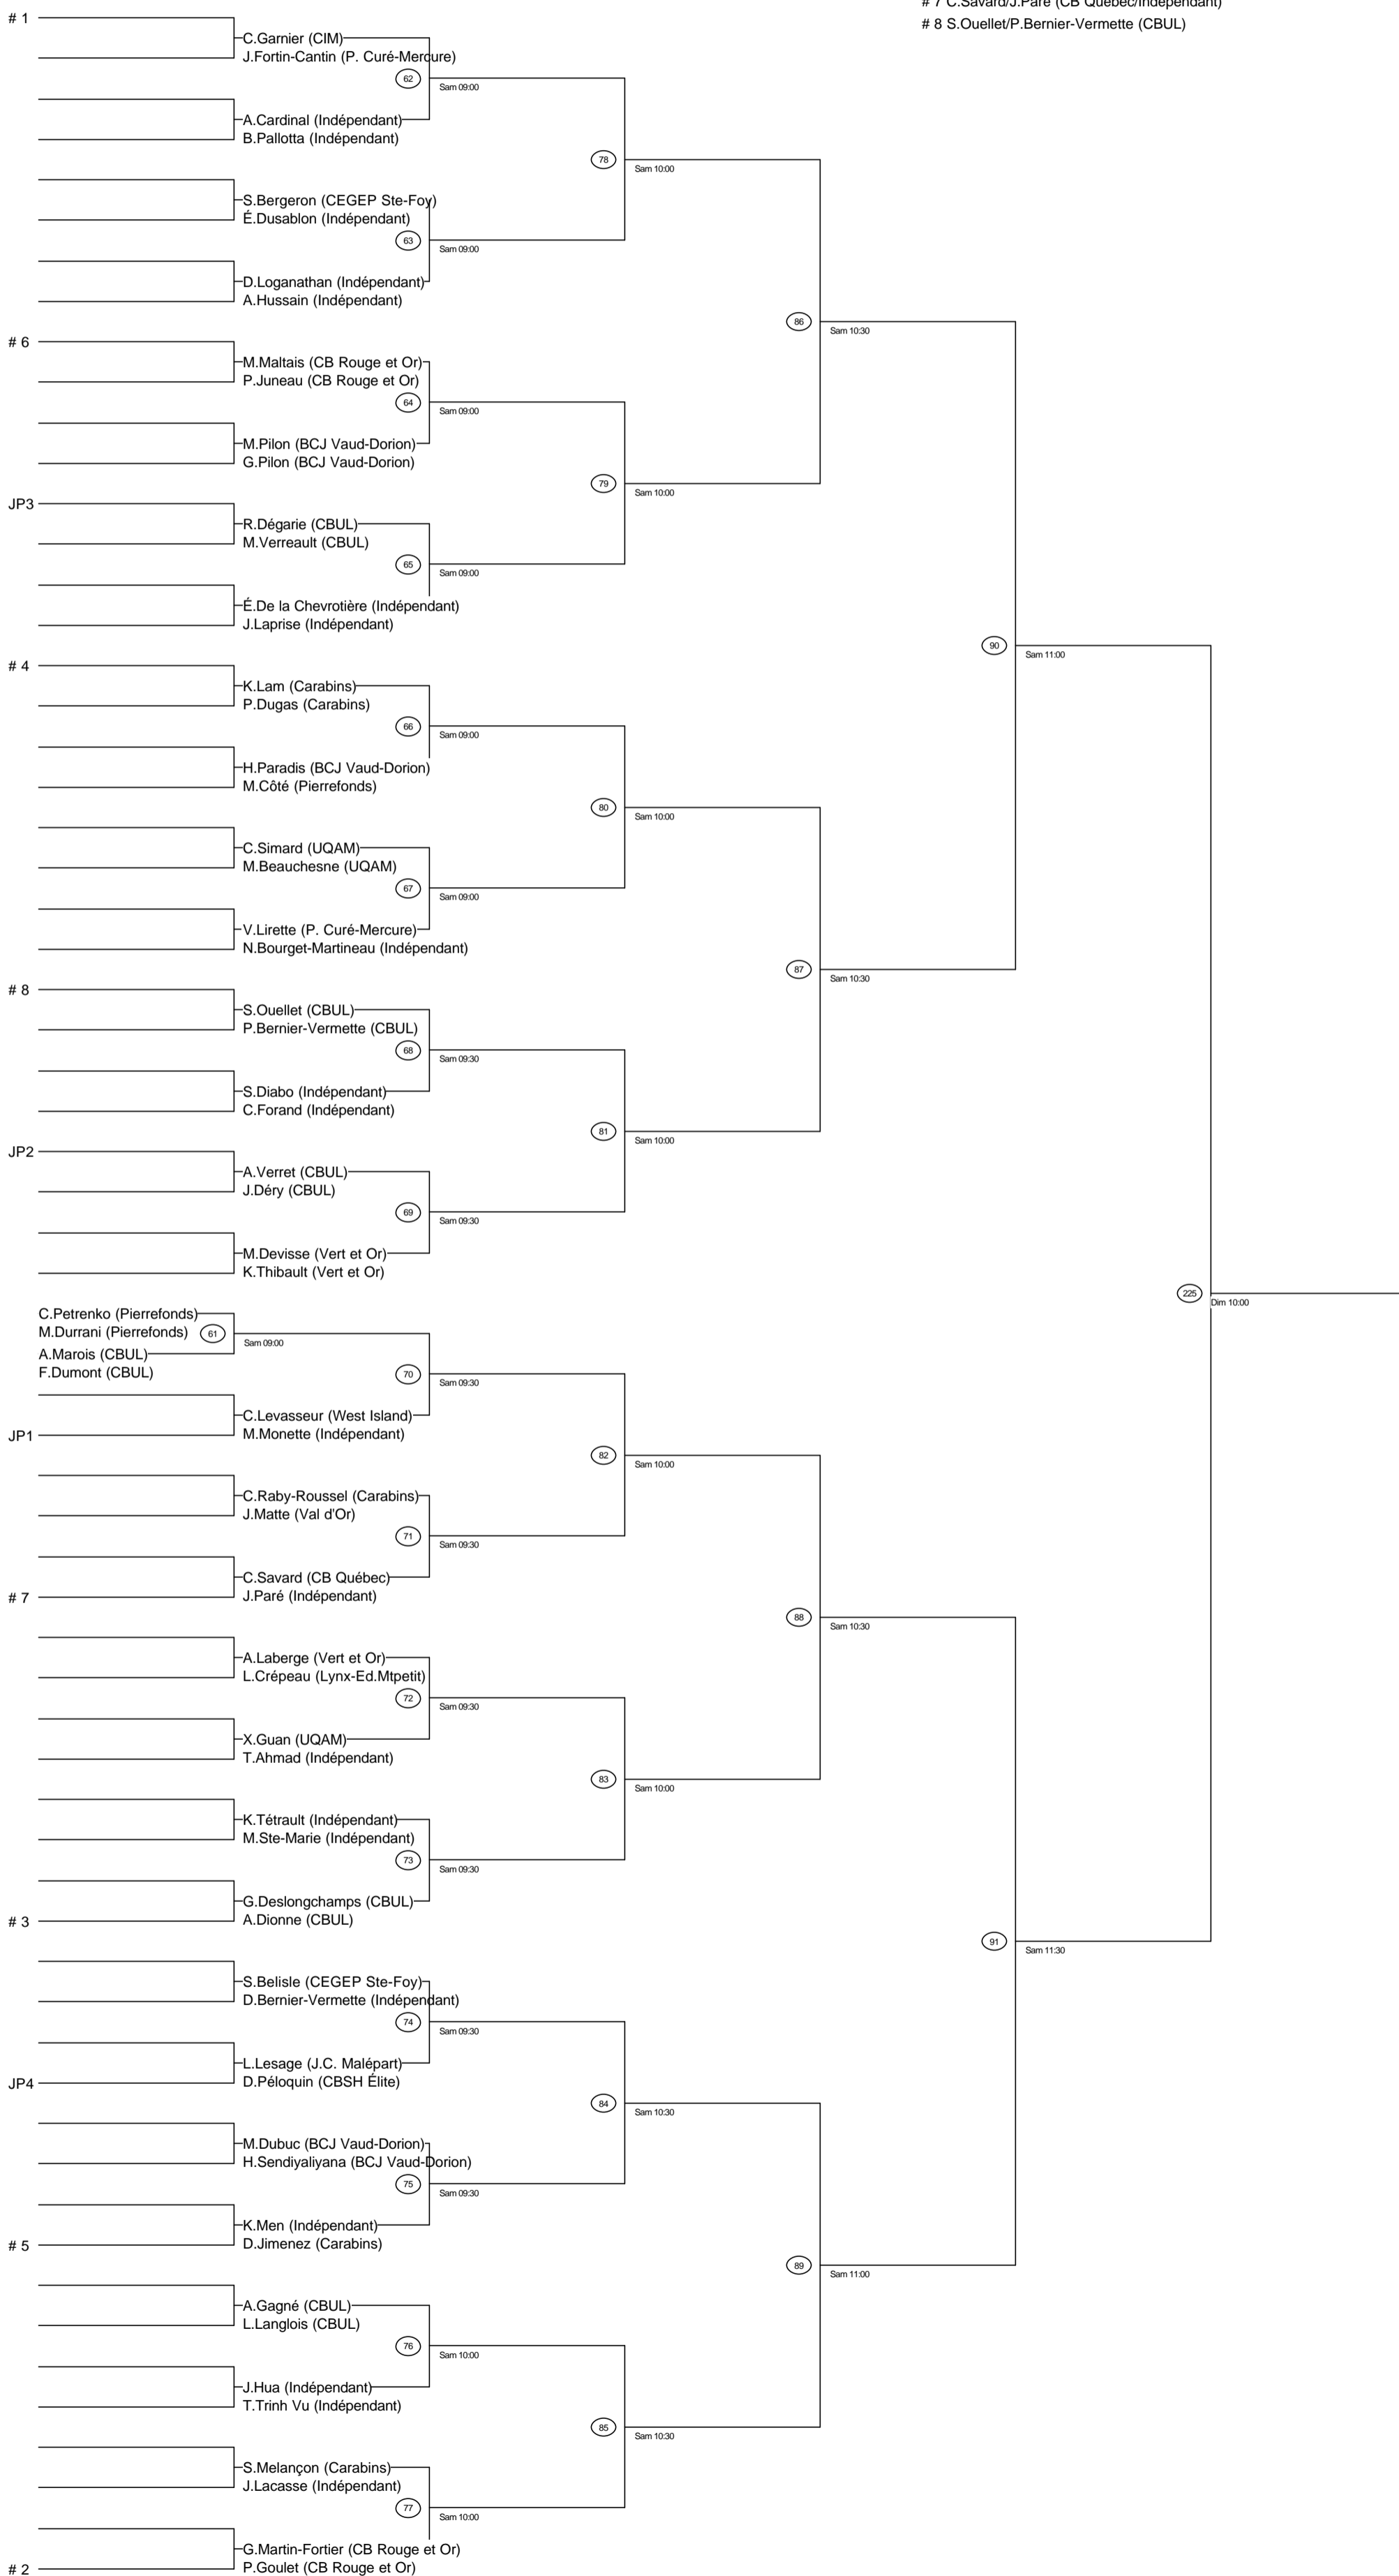 # 7 C.Savard/J.Paré (CB Québec/Indépendant)
# 8 S.Ouellet/P.Bernier-Vermette (CBUL)
# 1
C.Garnier (CIM)
J.Fortin-Cantin (P. Curé-Mercure)
62
Sam 09:00
A.Cardinal (Indépendant)
B.Pallotta (Indépendant)
78
Sam 10:00
S.Bergeron (CEGEP Ste-Foy)
É.Dusablon (Indépendant)
63
Sam 09:00
D.Loganathan (Indépendant)
A.Hussain (Indépendant)
86
Sam 10:30
# 6
M.Maltais (CB Rouge et Or)
P.Juneau (CB Rouge et Or)
64
Sam 09:00
M.Pilon (BCJ Vaud-Dorion)
G.Pilon (BCJ Vaud-Dorion)
79
Sam 10:00
JP3
R.Dégarie (CBUL)
M.Verreault (CBUL)
65
Sam 09:00
É.De la Chevrotière (Indépendant)
J.Laprise (Indépendant)
90
Sam 11:00
# 4
K.Lam (Carabins)
P.Dugas (Carabins)
66
Sam 09:00
H.Paradis (BCJ Vaud-Dorion)
M.Côté (Pierrefonds)
80
Sam 10:00
C.Simard (UQAM)
M.Beauchesne (UQAM)
67
Sam 09:00
V.Lirette (P. Curé-Mercure)
N.Bourget-Martineau (Indépendant)
87
Sam 10:30
# 8
S.Ouellet (CBUL)
P.Bernier-Vermette (CBUL)
68
Sam 09:30
S.Diabo (Indépendant)
C.Forand (Indépendant)
81
Sam 10:00
JP2
A.Verret (CBUL)
J.Déry (CBUL)
69
Sam 09:30
M.Devisse (Vert et Or)
K.Thibault (Vert et Or)
225
Dim 10:00
C.Petrenko (Pierrefonds)
M.Durrani (Pierrefonds)
61
Sam 09:00
A.Marois (CBUL)
F.Dumont (CBUL)
70
Sam 09:30
C.Levasseur (West Island)
M.Monette (Indépendant)
JP1
82
Sam 10:00
C.Raby-Roussel (Carabins)
J.Matte (Val d'Or)
71
Sam 09:30
C.Savard (CB Québec)
J.Paré (Indépendant)
# 7
88
Sam 10:30
A.Laberge (Vert et Or)
L.Crépeau (Lynx-Ed.Mtpetit)
72
Sam 09:30
X.Guan (UQAM)
T.Ahmad (Indépendant)
83
Sam 10:00
K.Tétrault (Indépendant)
M.Ste-Marie (Indépendant)
73
Sam 09:30
G.Deslongchamps (CBUL)
A.Dionne (CBUL)
# 3
91
Sam 11:30
S.Belisle (CEGEP Ste-Foy)
D.Bernier-Vermette (Indépendant)
74
Sam 09:30
L.Lesage (J.C. Malépart)
D.Péloquin (CBSH Élite)
JP4
84
Sam 10:30
M.Dubuc (BCJ Vaud-Dorion)
H.Sendiyaliyana (BCJ Vaud-Dorion)
75
Sam 09:30
K.Men (Indépendant)
D.Jimenez (Carabins)
# 5
89
Sam 11:00
A.Gagné (CBUL)
L.Langlois (CBUL)
76
Sam 10:00
J.Hua (Indépendant)
T.Trinh Vu (Indépendant)
85
Sam 10:30
S.Melançon (Carabins)
J.Lacasse (Indépendant)
77
Sam 10:00
G.Martin-Fortier (CB Rouge et Or)
P.Goulet (CB Rouge et Or)
# 2